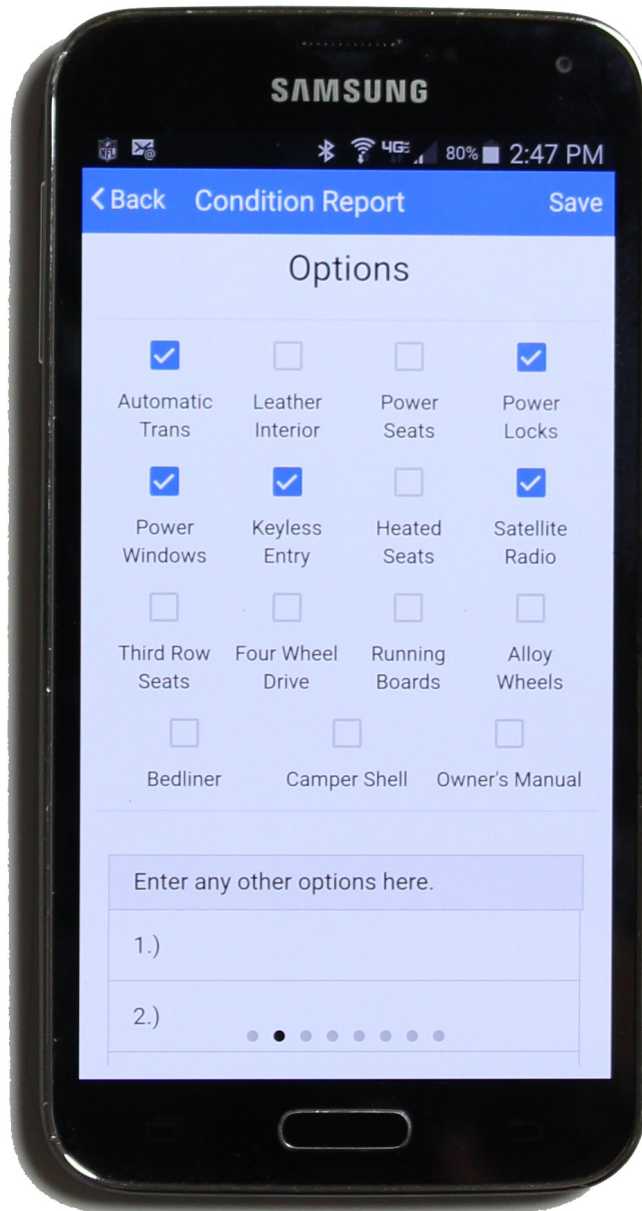 SAMSUNG
NFL @ 4G 80% 2:47 PM
Back Condition Report Save
Options
Automatic Leather Power Power
Trans Interior Seats Locks
Power Keyless Heated Satellite
Windows Entry Seats Radio
Third Row Four Wheel Running Alloy
Seats Drive Boards Wheels
Bedliner Camper Shell Owner's Manual
Enter any other options here.
1.)
2.)